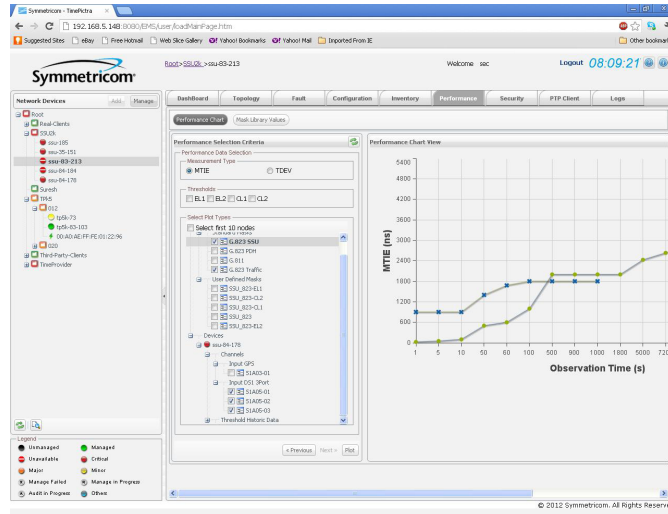 Symmetricom - TimePictra
192.168.5.148:8080/EMS/user/loadMainPage.htm
Suggested Sites eBay Free Hotmail Web Slice Gallery Yahoo! Bookmarks Yahoo! Mail Imported From IE Other bookmar
Symmetricom
Root>SSU2k >ssu-83-213
Welcome sec
Logout 08:09:21
Network Devices Add Manage
DashBoard Topology Fault Configuration Inventory Performance Security PTP Client Logs
Performance Chart Mask Library Values
Root
Real-Clients
SSU2k
ssu-185
ssu-35-151
ssu-83-213
ssu-84-184
ssu-84-178
Suresh
TP5k
012
tp5k-73
tp5k-83-103
00:A0:AE:FF:FE:01:22:96
020
Third-Party-Clients
TimeProvider
Legend
Unmanaged Managed
Unavailable Critical
Major Minor
Manage Failed Manage in Progress
Audit in Progress Others
Performance Selection Criteria
Performance Data Selection
Measurement Type
MTIE TDEV
Thresholds
EL1 EL2 CL1 CL2
Select Plot Types
Select first 10 nodes
Standard Masks
G.823 SSU
G.823 PDH
G.811
G.823 Traffic
User Defined Masks
SSU_823-EL1
SSU_823-CL2
SSU_823-CL1
SSU_823
SSU_823-EL2
Devices
ssu-84-178
Channels
Input GPS
S1A03-01
Input DS1 3Port
S1A05-01
S1A05-02
S1A05-03
Threshold Historic Data
< Previous Next > Plot
Performance Chart View
MTIE (ns)
5400
4800
4200
3600
3000
2400
1800
1200
600
0
1 5 10 50 60 100 500 900 1000 1800 5000 720
Observation Time (s)
© 2012 Symmetricom. All Rights Reserve